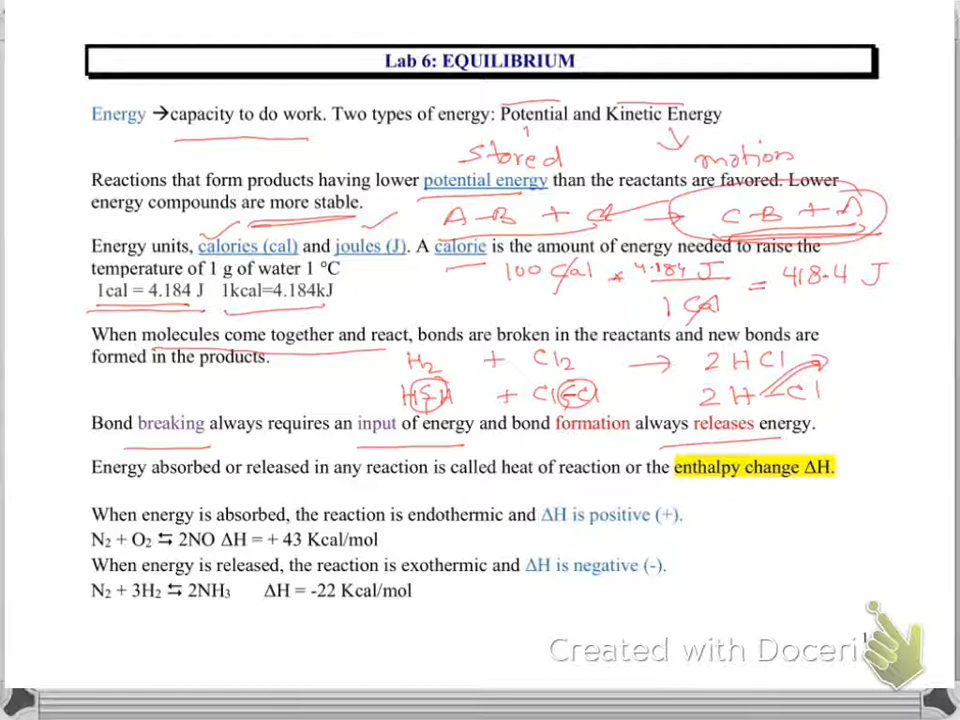 Lab 6: EQUILIBRIUM
Energy →capacity to do work. Two types of energy: Potential and Kinetic Energy
stored motion
Reactions that form products having lower potential energy than the reactants are favored. Lower
energy compounds are more stable.
A-B + C → C-B + A
Energy units, calories (cal) and joules (J). A calorie is the amount of energy needed to raise the
temperature of 1 g of water 1 °C
100 Cal * 4.184 J / 1 Cal = 418.4 J
1cal = 4.184 J 1kcal=4.184kJ
When molecules come together and react, bonds are broken in the reactants and new bonds are
formed in the products.
H2 + Cl2 → 2 HCl
2 H-Cl
Bond breaking always requires an input of energy and bond formation always releases energy.
Energy absorbed or released in any reaction is called heat of reaction or the enthalpy change ΔH.
When energy is absorbed, the reaction is endothermic and ΔH is positive (+).
N₂ + O₂ ⇆ 2NO ΔH = + 43 Kcal/mol
When energy is released, the reaction is exothermic and ΔH is negative (-).
N₂ + 3H₂ ⇆ 2NH₃ ΔH = -22 Kcal/mol
1
Created with Doceri